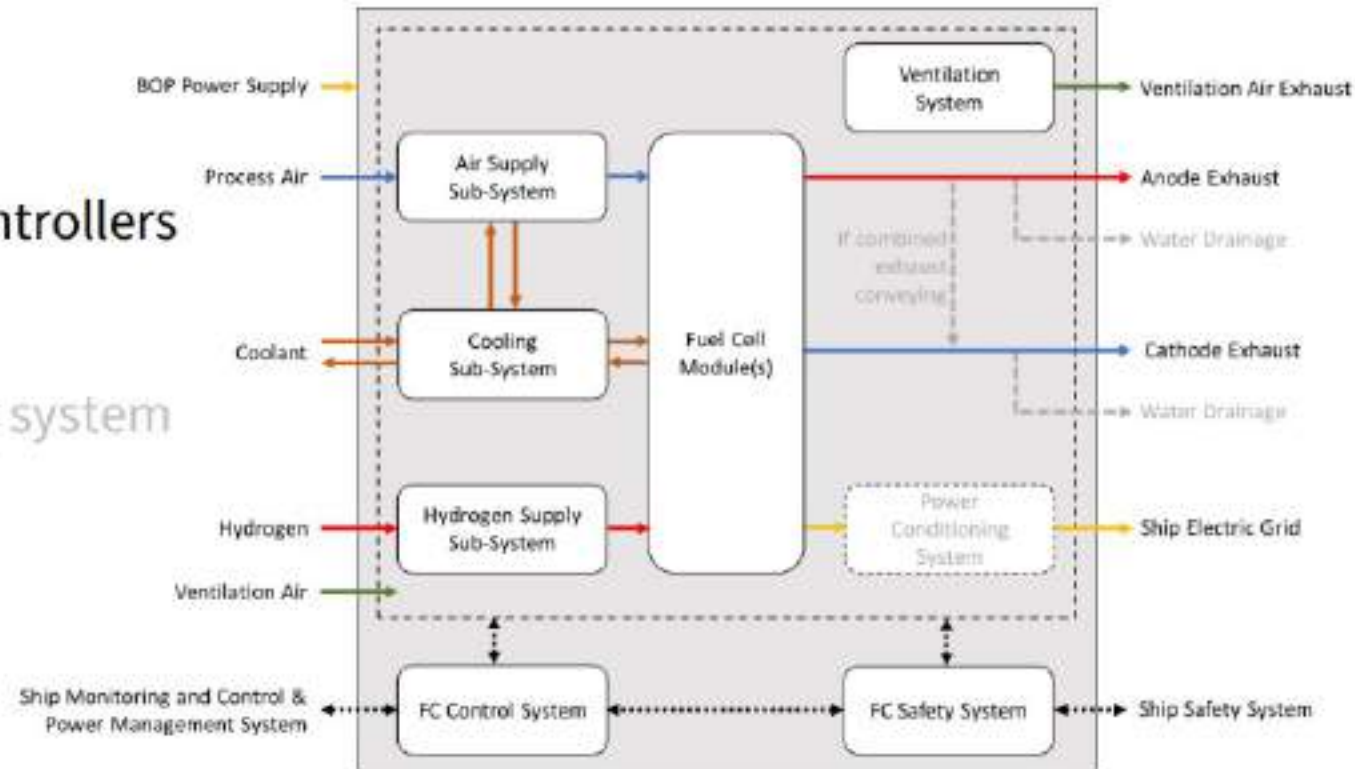 ntrollers
system
BOP Power Supply
Process Air
Coolant
Hydrogen
Ventilation Air
Ship Monitoring and Control &
Power Management System
Air Supply
Sub-System
Cooling
Sub-System
Hydrogen Supply
Sub-System
Fuel Cell
Module(s)
Ventilation
System
If combined
exhaust
conveying
Power
Conditioning
System
FC Control System
FC Safety System
Ventilation Air Exhaust
Anode Exhaust
Water Drainage
Cathode Exhaust
Water Drainage
Ship Electric Grid
Ship Safety System